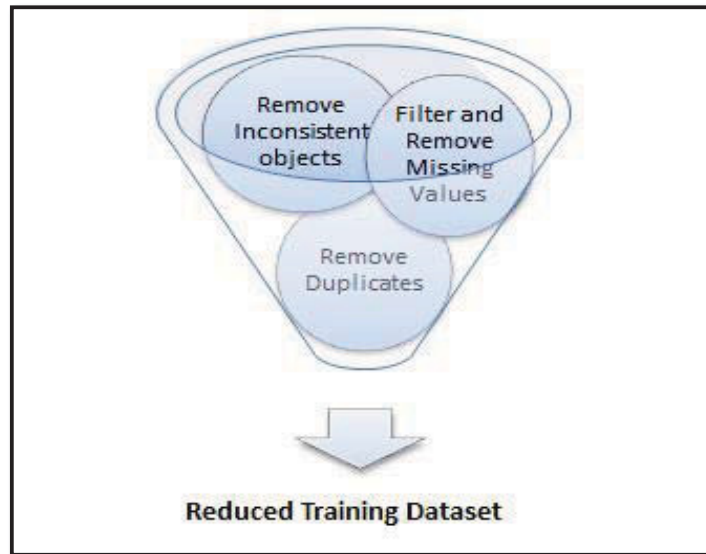 Remove
Inconsistent
objects
Filter and
Remove
Missing
Values
Remove
Duplicates
Reduced Training Dataset